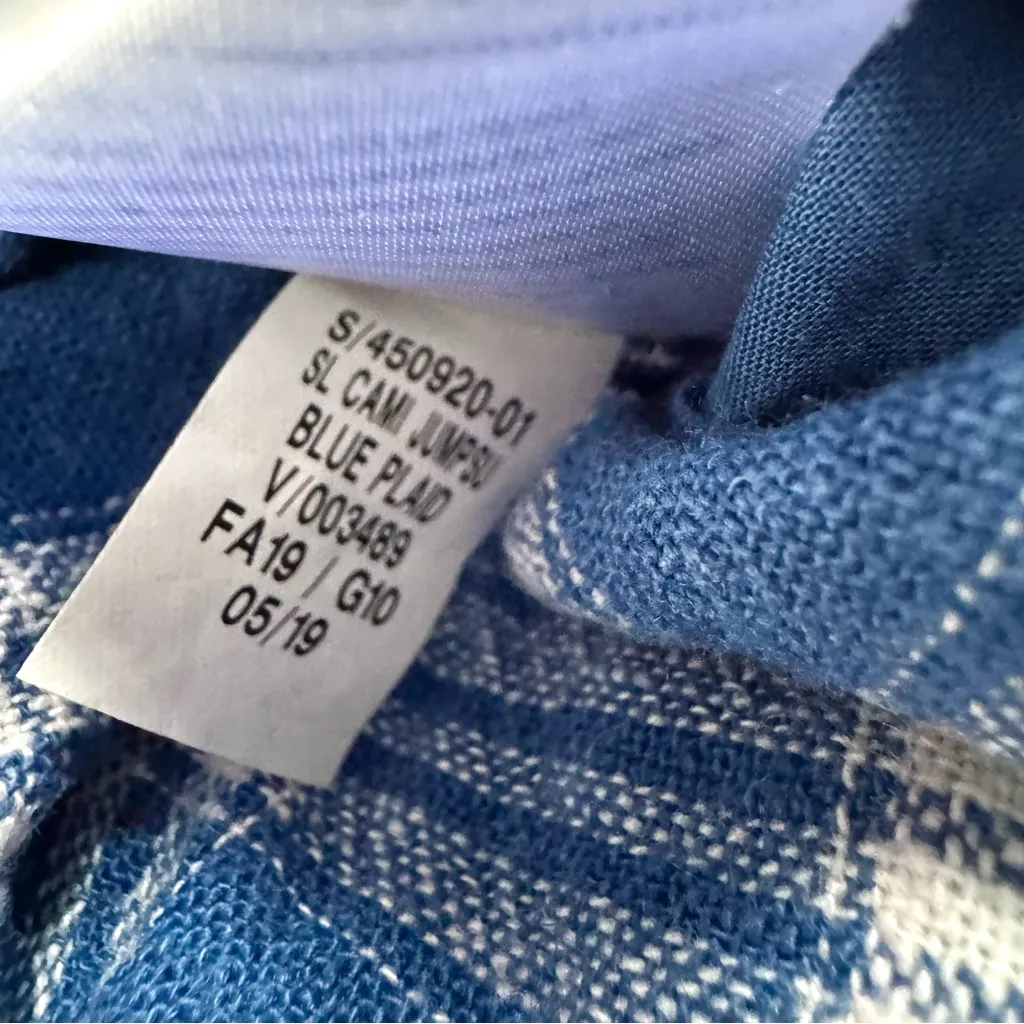 S/450920-01
SL CAMI JUMPSU
BLUE PLAID
V/003489
FA19 / G10
05/19